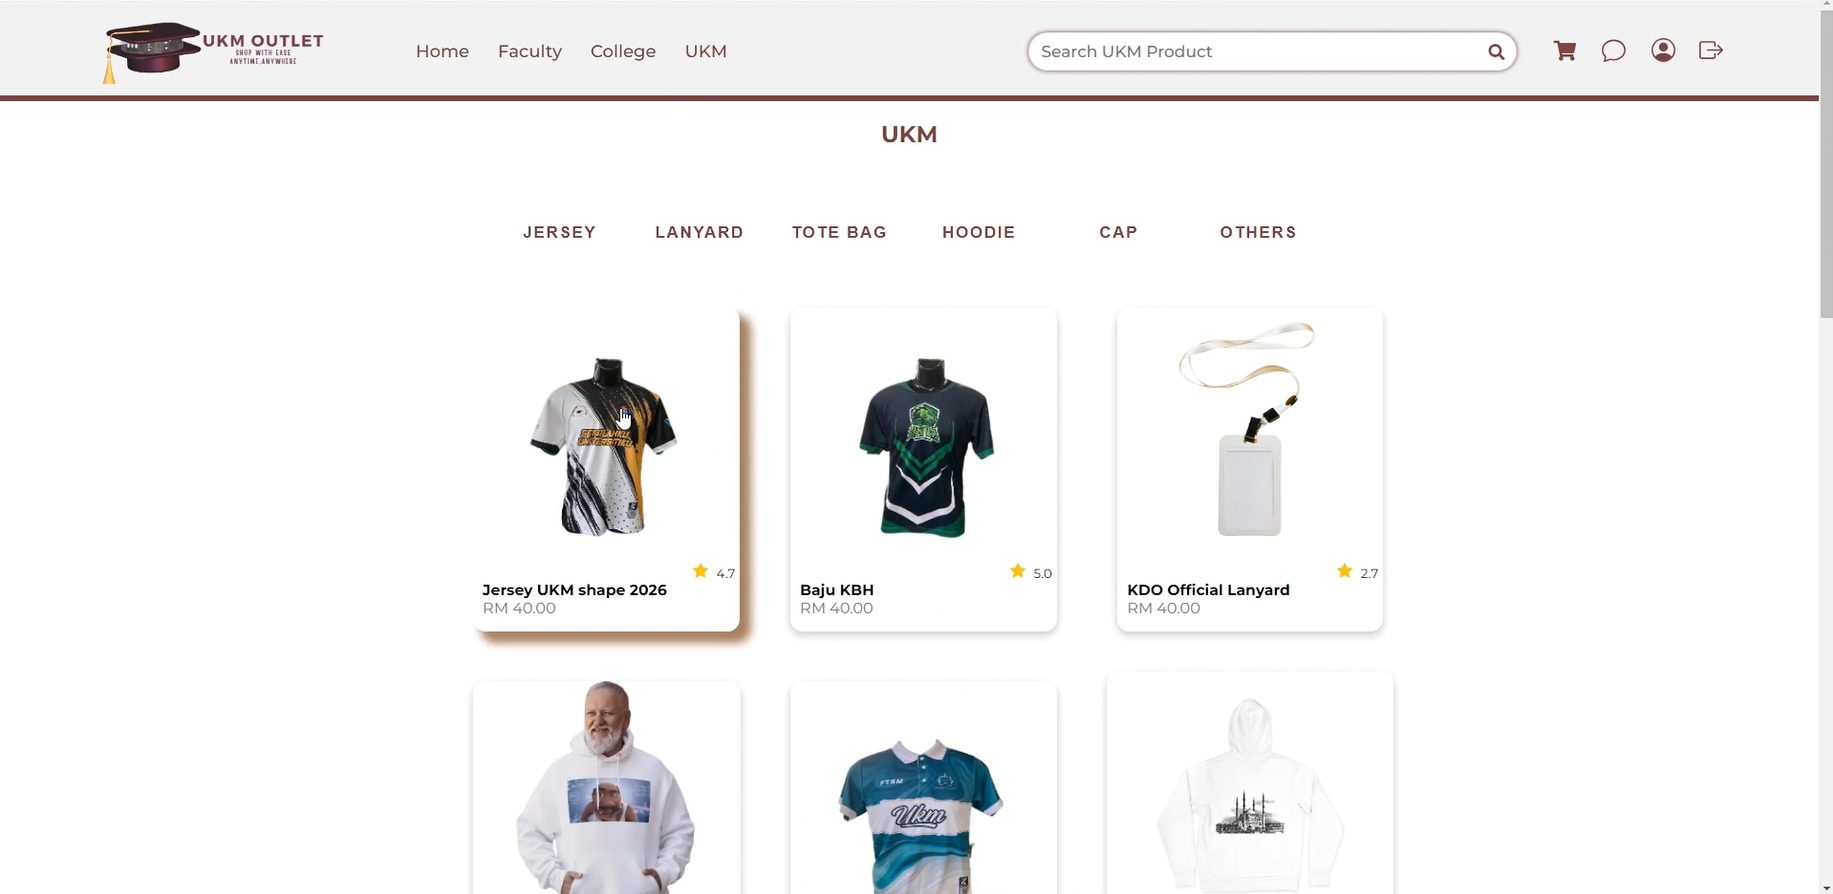 UKM OUTLET
SHOP WITH EASE
ANYTIME,ANYWHERE
Home Faculty College UKM
Search UKM Product
UKM
JERSEY LANYARD TOTE BAG HOODIE CAP OTHERS
4.7
Jersey UKM shape 2026
RM 40.00
5.0
Baju KBH
RM 40.00
2.7
KDO Official Lanyard
RM 40.00
Ukm